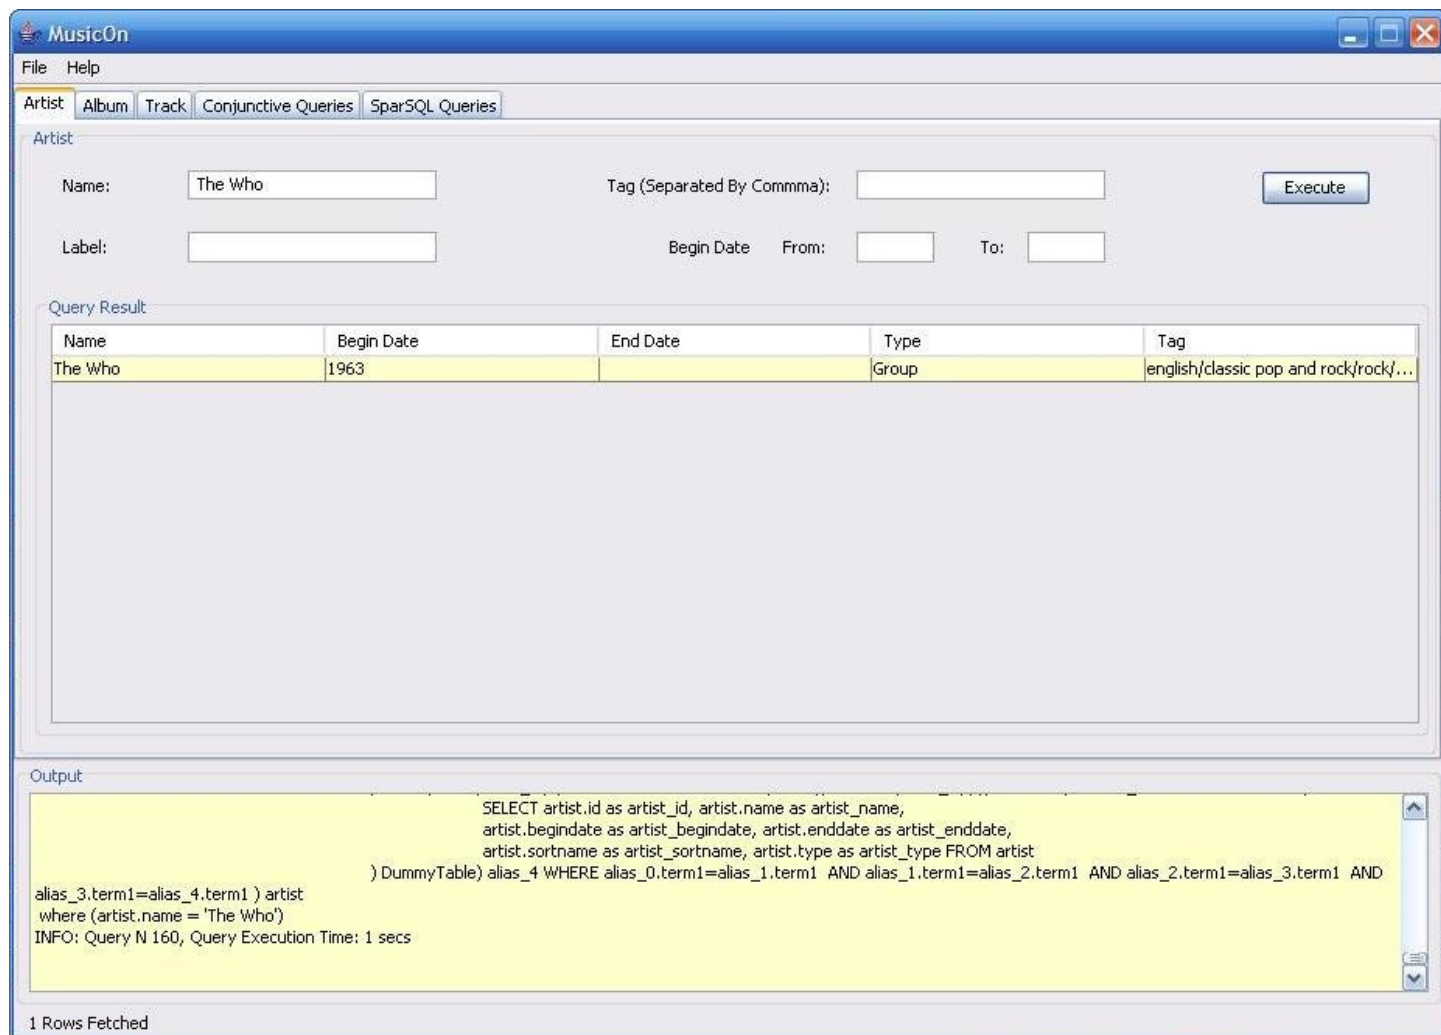 MusicOn
File Help
Artist Album Track Conjunctive Queries SparSQL Queries
Artist
Name: The Who Tag (Separated By Commma): Execute
Label: Begin Date From: To:
Query Result
Name Begin Date End Date Type Tag
The Who 1963 Group english/classic pop and rock/rock/...
Output
SELECT artist.id as artist_id, artist.name as artist_name,
artist.begindate as artist_begindate, artist.enddate as artist_enddate,
artist.sortname as artist_sortname, artist.type as artist_type FROM artist
) DummyTable) alias_4 WHERE alias_0.term1=alias_1.term1 AND alias_1.term1=alias_2.term1 AND alias_2.term1=alias_3.term1 AND
alias_3.term1=alias_4.term1 ) artist
where (artist.name = 'The Who')
INFO: Query N 160, Query Execution Time: 1 secs
1 Rows Fetched